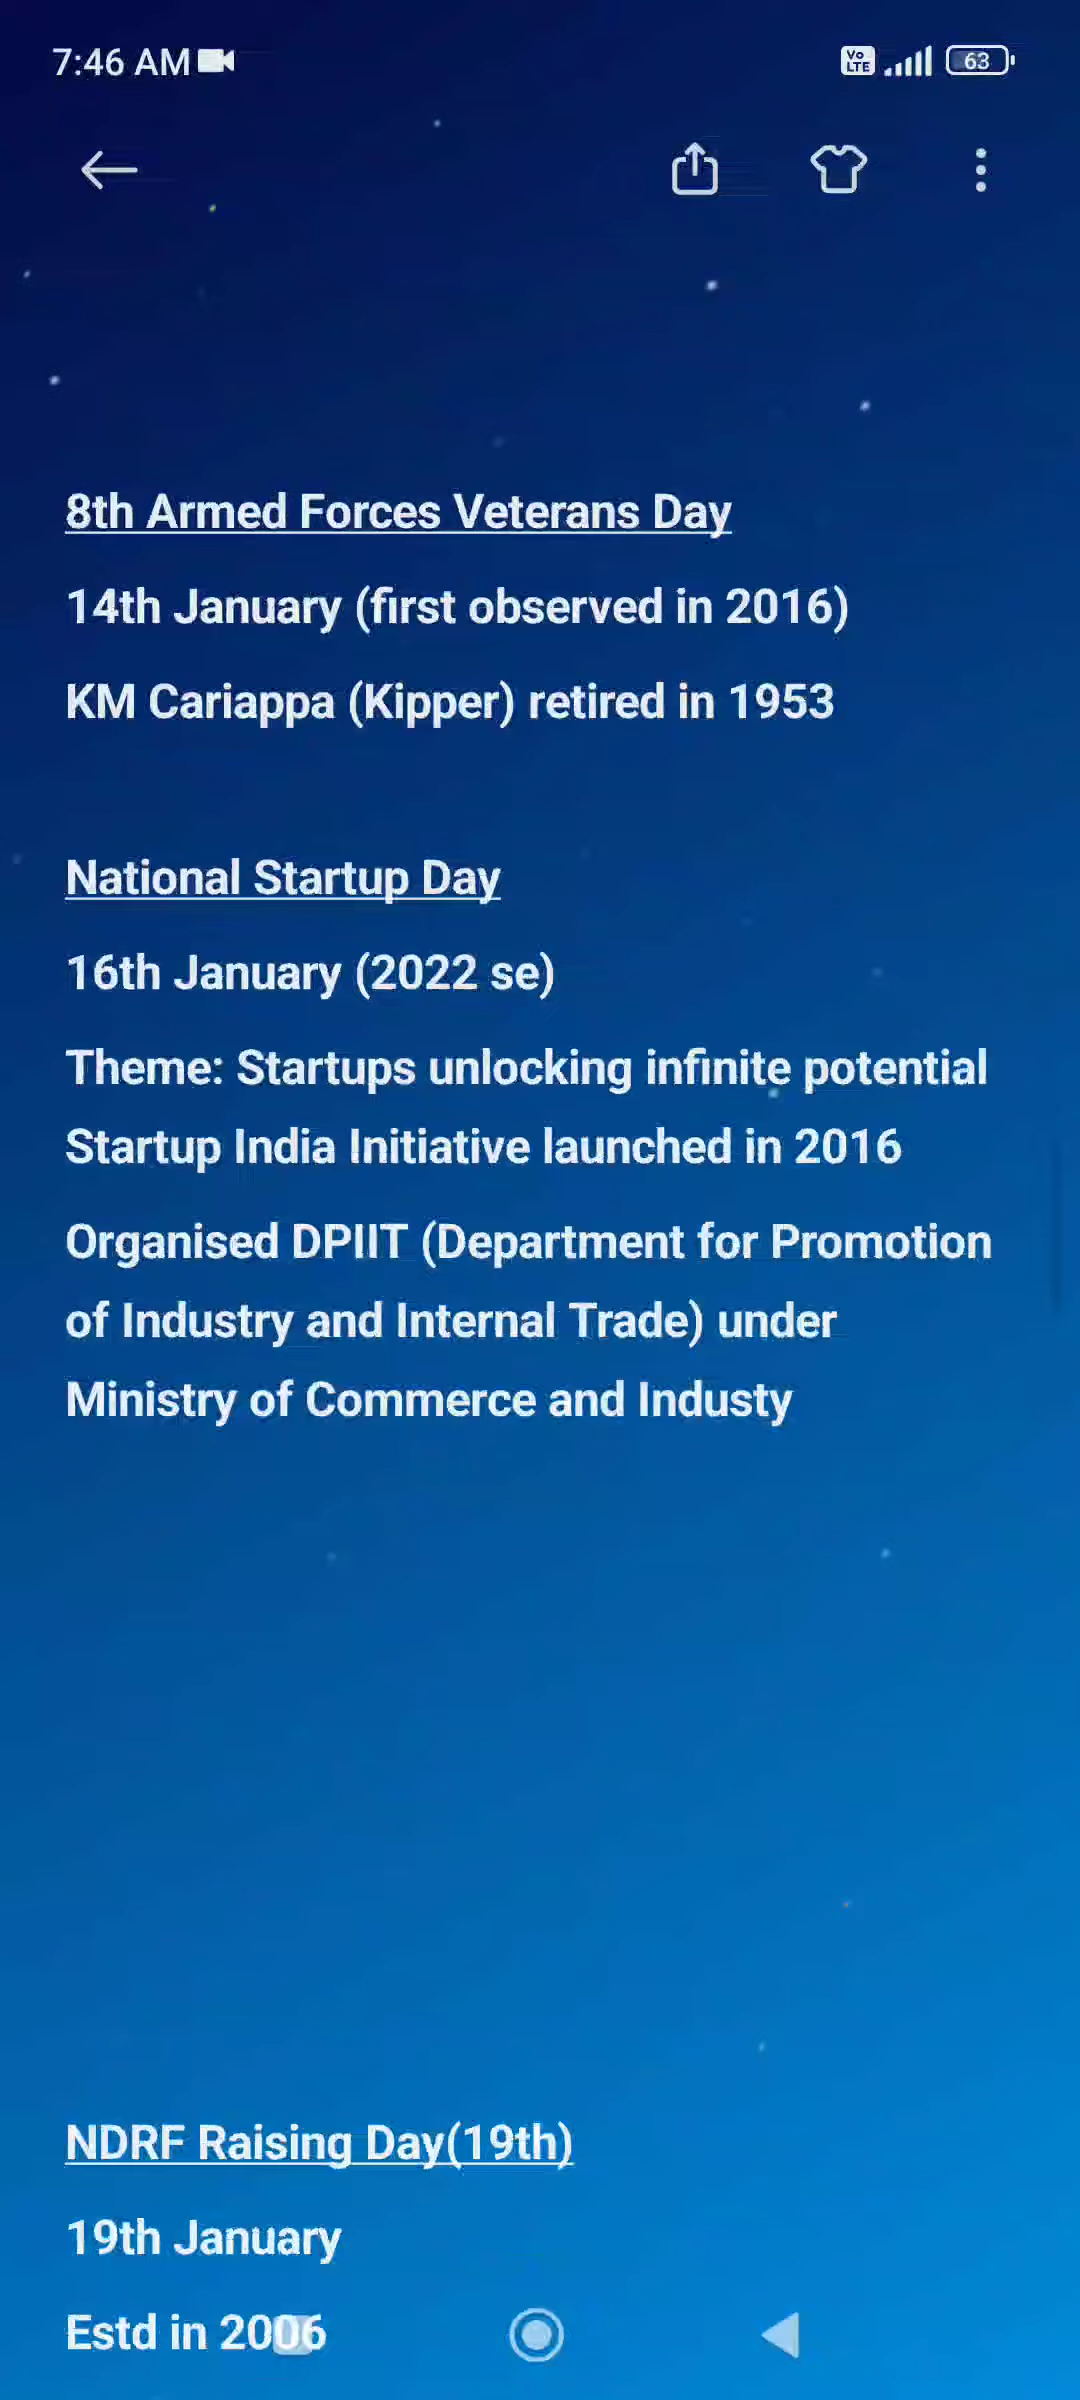 7:46 AM
Vo LTE
63
8th Armed Forces Veterans Day
14th January (first observed in 2016)
KM Cariappa (Kipper) retired in 1953
National Startup Day
16th January (2022 se)
Theme: Startups unlocking infinite potential
Startup India Initiative launched in 2016
Organised DPIIT (Department for Promotion
of Industry and Internal Trade) under
Ministry of Commerce and Industy
NDRF Raising Day(19th)
19th January
Estd in 2006